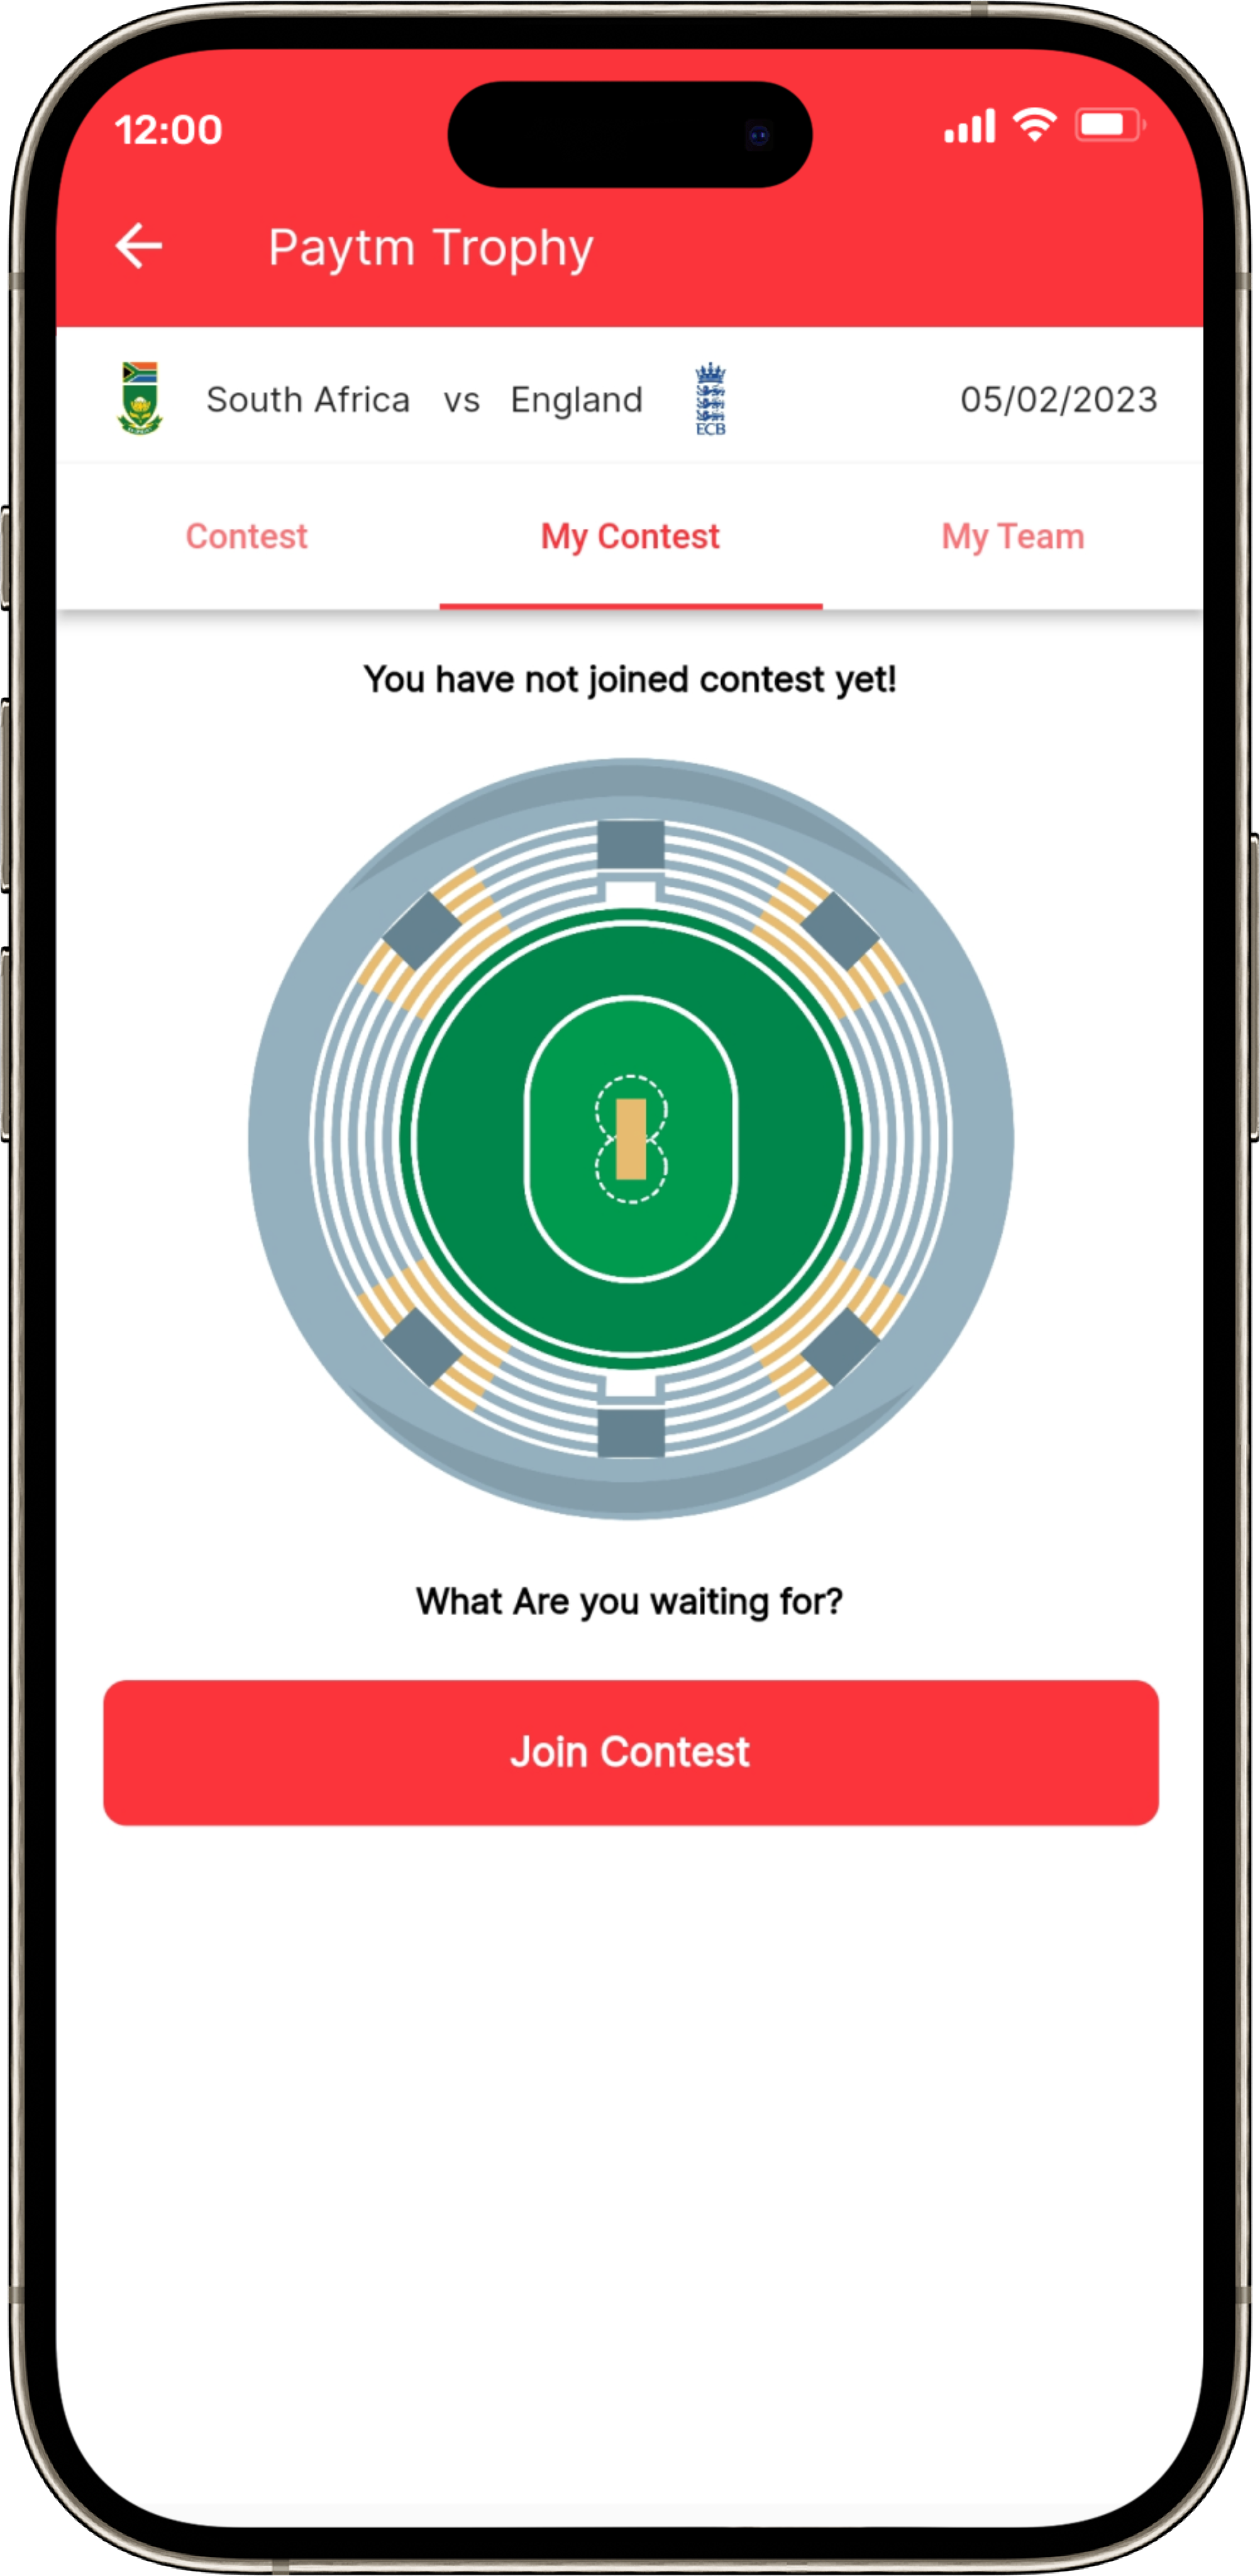 12:00
Paytm Trophy
South Africa vs England ECB 05/02/2023
Contest My Contest My Team
You have not joined contest yet!
What Are you waiting for?
Join Contest